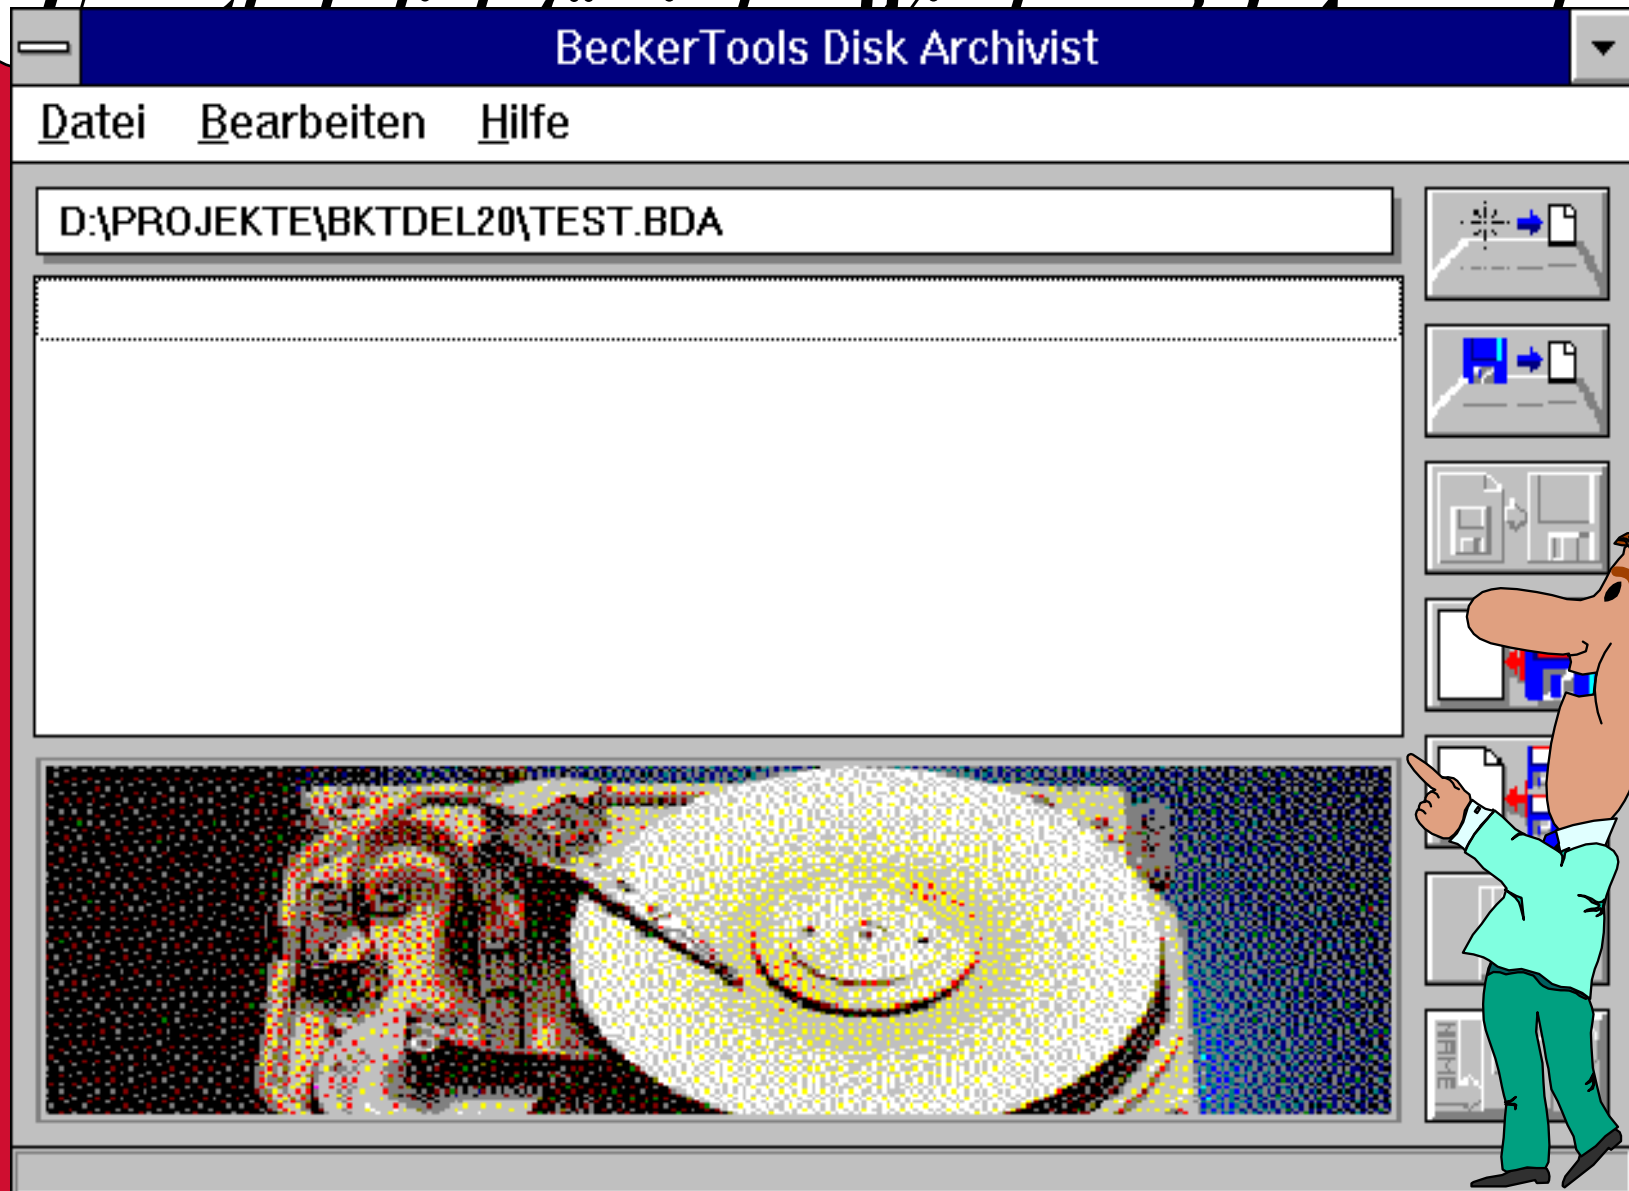 BeckerTools Disk Archivist
Datei Bearbeiten Hilfe
D:\PROJEKTE\BKTDEL20\TEST.BDA
NAME